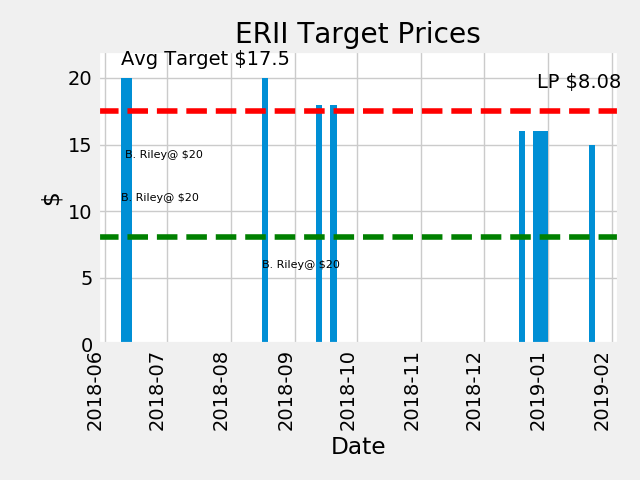 ERII Target Prices
Avg Target $17.5
LP $8.08
B. Riley@ $20
B. Riley@ $20
B. Riley@ $20
$
20
15
10
5
0
2018-06
2018-07
2018-08
2018-09
2018-10
2018-11
2018-12
2019-01
2019-02
Date